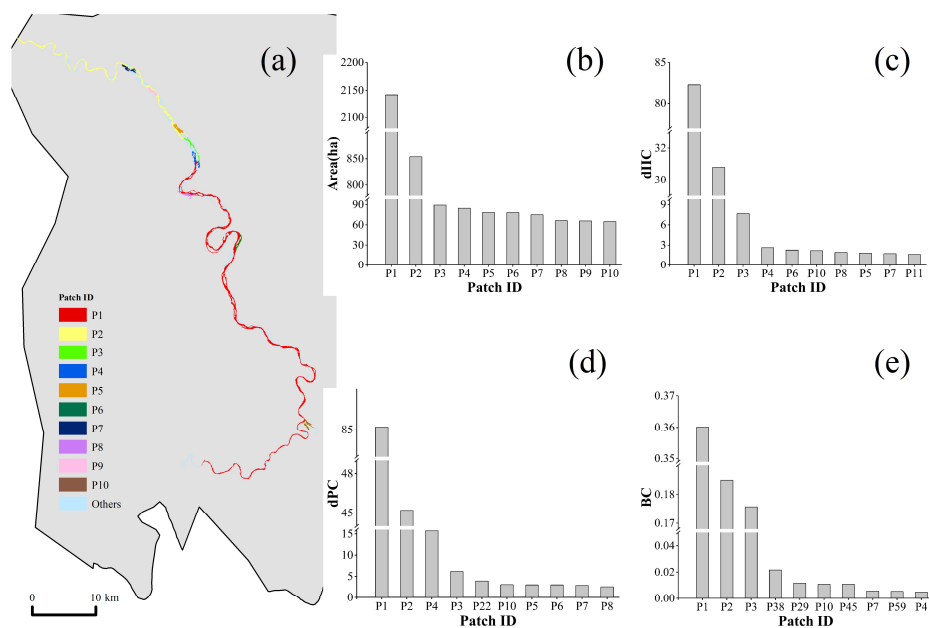 (a)
Patch ID
P1
P2
P3
P4
P5
P6
P7
P8
P9
P10
Others
0 10 km
(b)
Area(ha)
2200
2150
2100
850
800
90
60
30
0
P1 P2 P3 P4 P5 P6 P7 P8 P9 P10
Patch ID
(c)
dIIC
85
80
32
30
9
6
3
0
P1 P2 P3 P4 P6 P10 P8 P5 P7 P11
Patch ID
(d)
dPC
85
48
45
15
10
5
0
P1 P2 P4 P3 P22 P10 P5 P6 P7 P8
Patch ID
(e)
BC
0.37
0.36
0.35
0.18
0.17
0.04
0.02
0.00
P1 P2 P3 P38 P29 P10 P45 P7 P59 P4
Patch ID